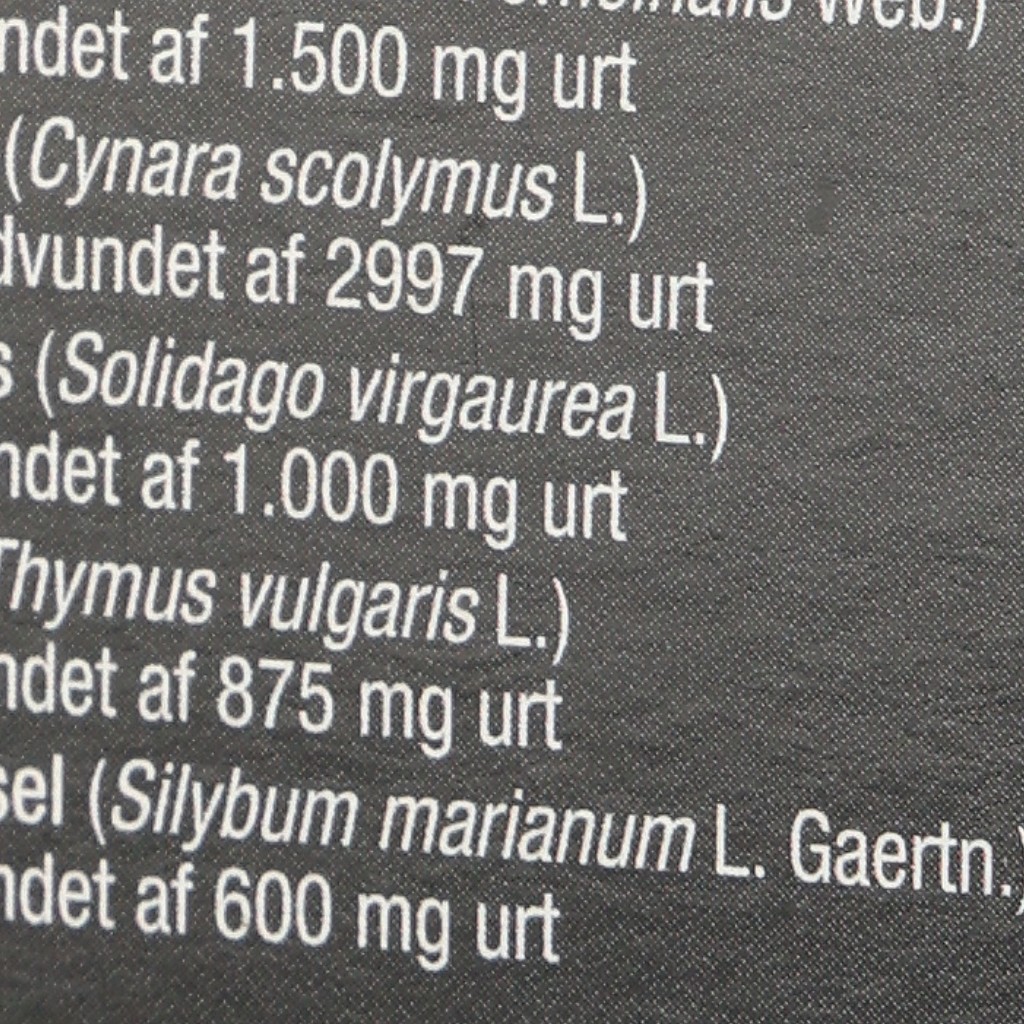 Web.)
ndet af 1.500 mg urt
(Cynara scolymus L.)
dvundet af 2997 mg urt
s (Solidago virgaurea L.)
ndet af 1.000 mg urt
Thymus vulgaris L.)
ndet af 875 mg urt
sel (Silybum marianum L. Gaertn.)
ndet af 600 mg urt